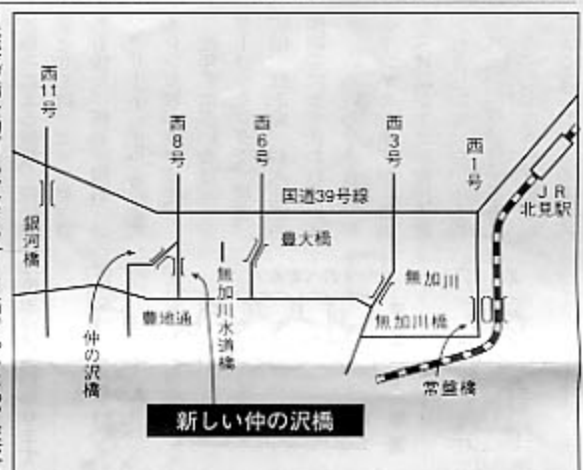 西11号
西8号
西6号
西3号
西1号
JR
北見駅
国道39号線
銀河橋
豊大橋
無加川
無加川水道橋
豊地通
無加川橋
仲の沢橋
常盤橋
新しい仲の沢橋